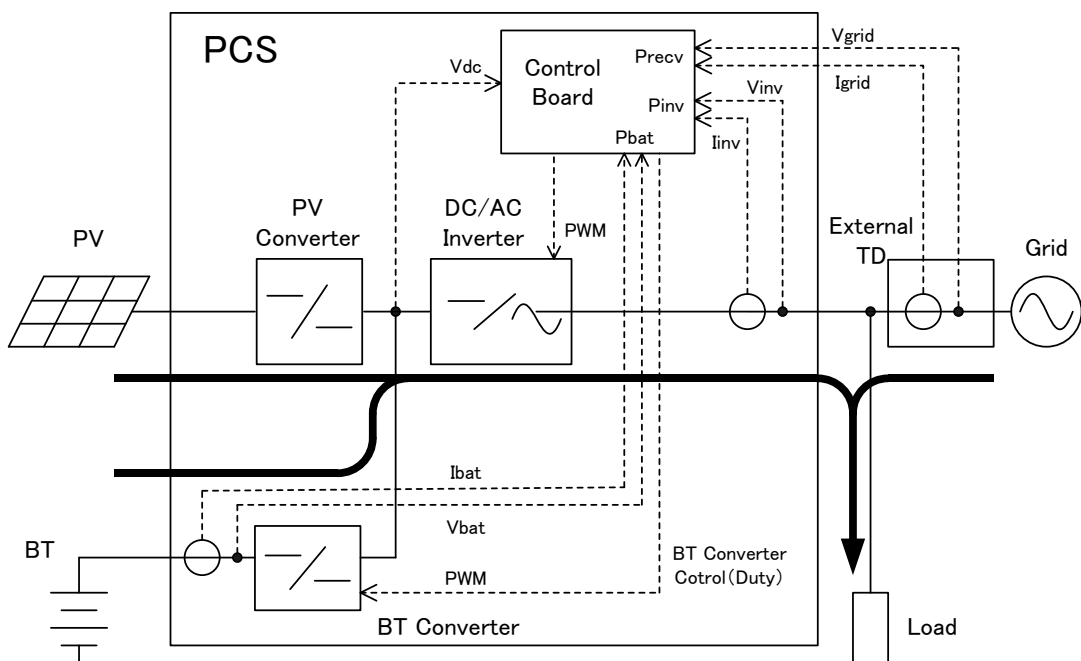 PCS
Vdc
Control
Board
Precv
Pinv
Pbat
Vgrid
Igrid
Vinv
Iinv
PV
PV
Converter
DC/AC
Inverter
PWM
External
TD
Grid
Ibat
Vbat
BT
PWM
BT Converter
Cotrol(Duty)
BT Converter
Load